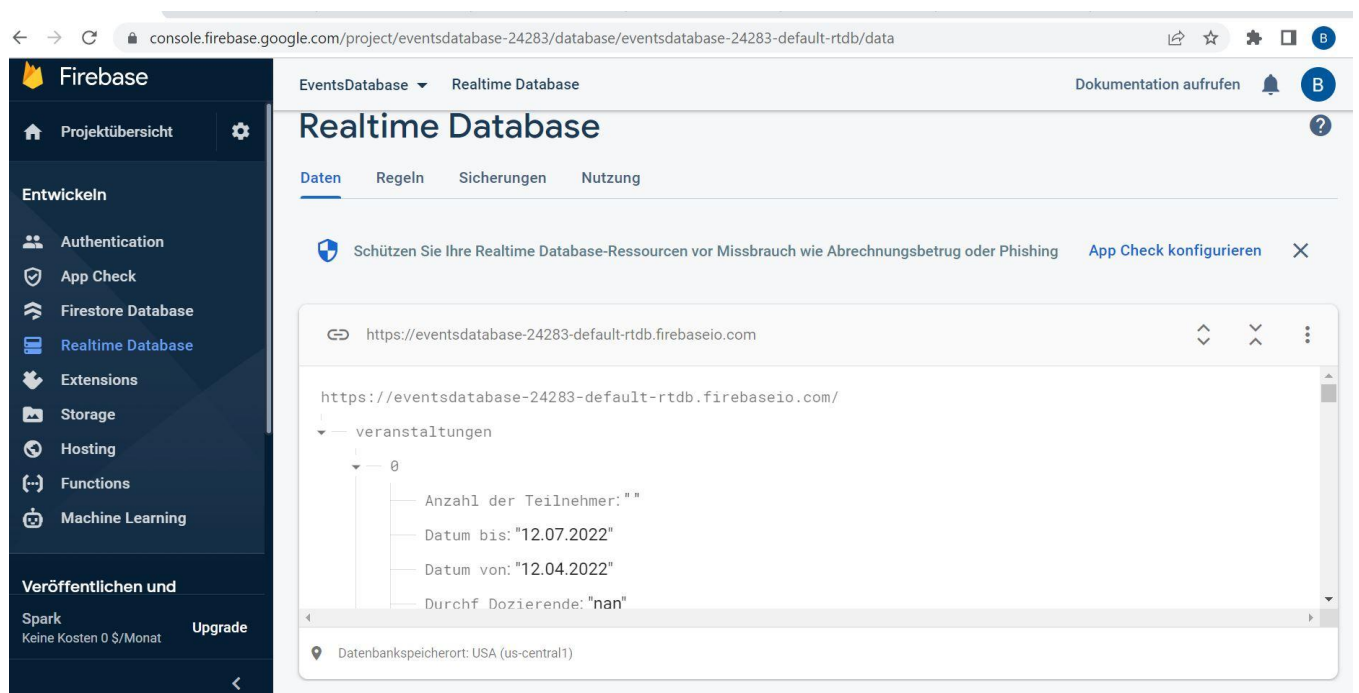 console.firebase.google.com/project/eventsdatabase-24283/database/eventsdatabase-24283-default-rtdb/data
B
Firebase
EventsDatabase
Realtime Database
Dokumentation aufrufen
B
Projektübersicht
Realtime Database
Daten
Regeln
Sicherungen
Nutzung
Entwickeln
Authentication
App Check
Firestore Database
Realtime Database
Extensions
Storage
Hosting
Functions
Machine Learning
Veröffentlichen und
Spark
Keine Kosten 0 $/Monat
Upgrade
Schützen Sie Ihre Realtime Database-Ressourcen vor Missbrauch wie Abrechnungsbetrug oder Phishing
App Check konfigurieren
https://eventsdatabase-24283-default-rtdb.firebaseio.com
https://eventsdatabase-24283-default-rtdb.firebaseio.com/
veranstaltungen
0
Anzahl der Teilnehmer:""
Datum bis:"12.07.2022"
Datum von:"12.04.2022"
Durchf Dozierende:"nan"
Datenbankspeicherort: USA (us-central1)